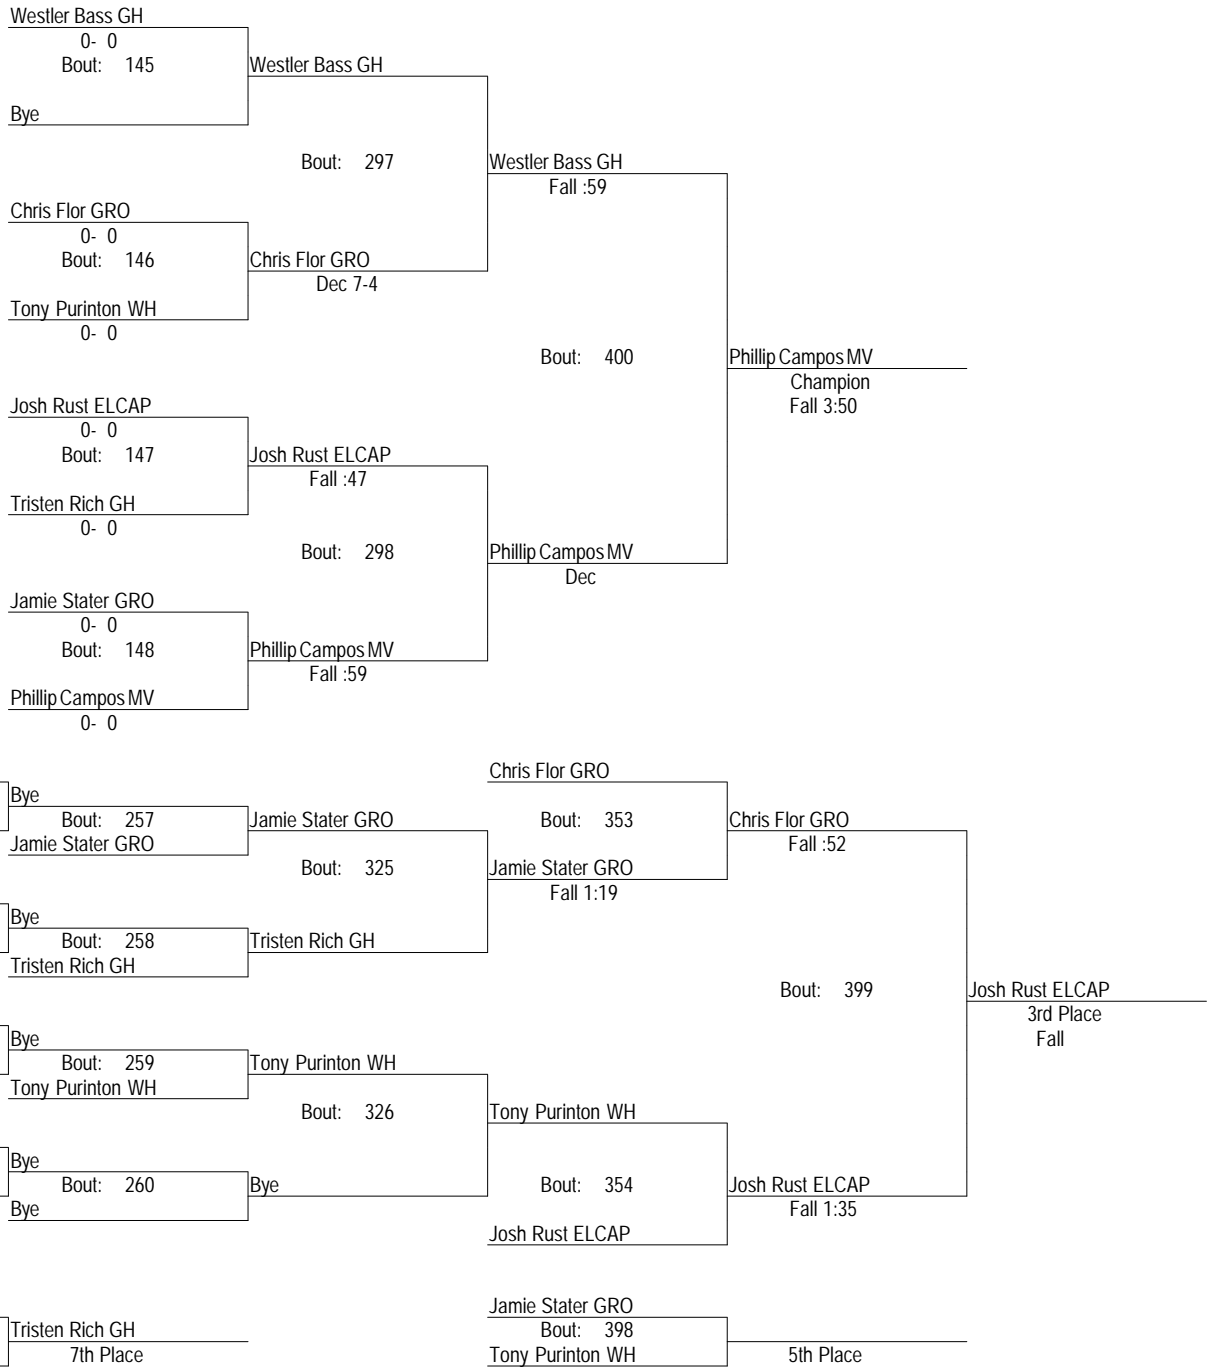 Westler Bass GH
0- 0
Bout: 145
Westler Bass GH
Bye
Bout: 297
Westler Bass GH
Fall :59
Chris Flor GRO
0- 0
Bout: 146
Chris Flor GRO
Dec 7-4
Tony Purinton WH
0- 0
Bout: 400
Phillip Campos MV
Champion
Fall 3:50
Josh Rust ELCAP
0- 0
Bout: 147
Josh Rust ELCAP
Fall :47
Tristen Rich GH
0- 0
Bout: 298
Phillip Campos MV
Dec
Jamie Stater GRO
0- 0
Bout: 148
Phillip Campos MV
Fall :59
Phillip Campos MV
0- 0
Chris Flor GRO
Bye
Bout: 257
Jamie Stater GRO
Jamie Stater GRO
Bout: 353
Chris Flor GRO
Fall :52
Bout: 325
Jamie Stater GRO
Fall 1:19
Bye
Bout: 258
Tristen Rich GH
Tristen Rich GH
Bout: 399
Josh Rust ELCAP
3rd Place
Fall
Bye
Bout: 259
Tony Purinton WH
Tony Purinton WH
Bout: 326
Tony Purinton WH
Bye
Bout: 260
Bye
Bye
Bout: 354
Josh Rust ELCAP
Fall 1:35
Josh Rust ELCAP
Jamie Stater GRO
Bout: 398
Tony Purinton WH
5th Place
Tristen Rich GH
7th Place